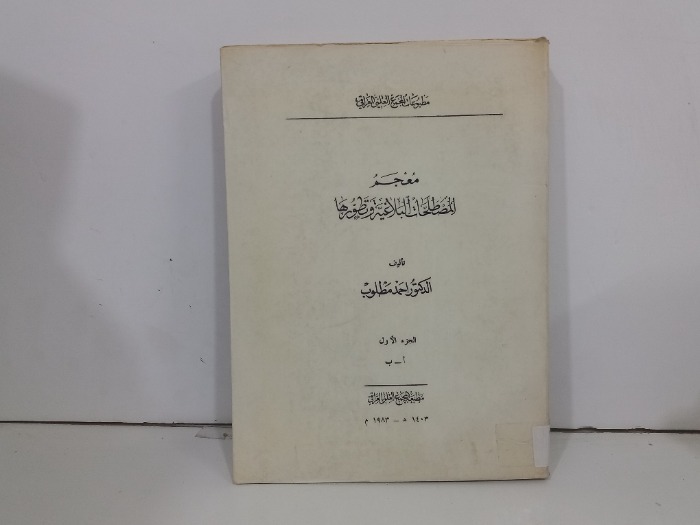 مطبوعات المجمع العلمي العراقي
معجم
المصطلحات البلاغية وتطورها
تأليف
الدكتور احمد مطلوب
الجزء الأول
أ - ب
مطبعة المجمع العلمي العراقي
١٤٠٣ هـ - ١٩٨٣ م